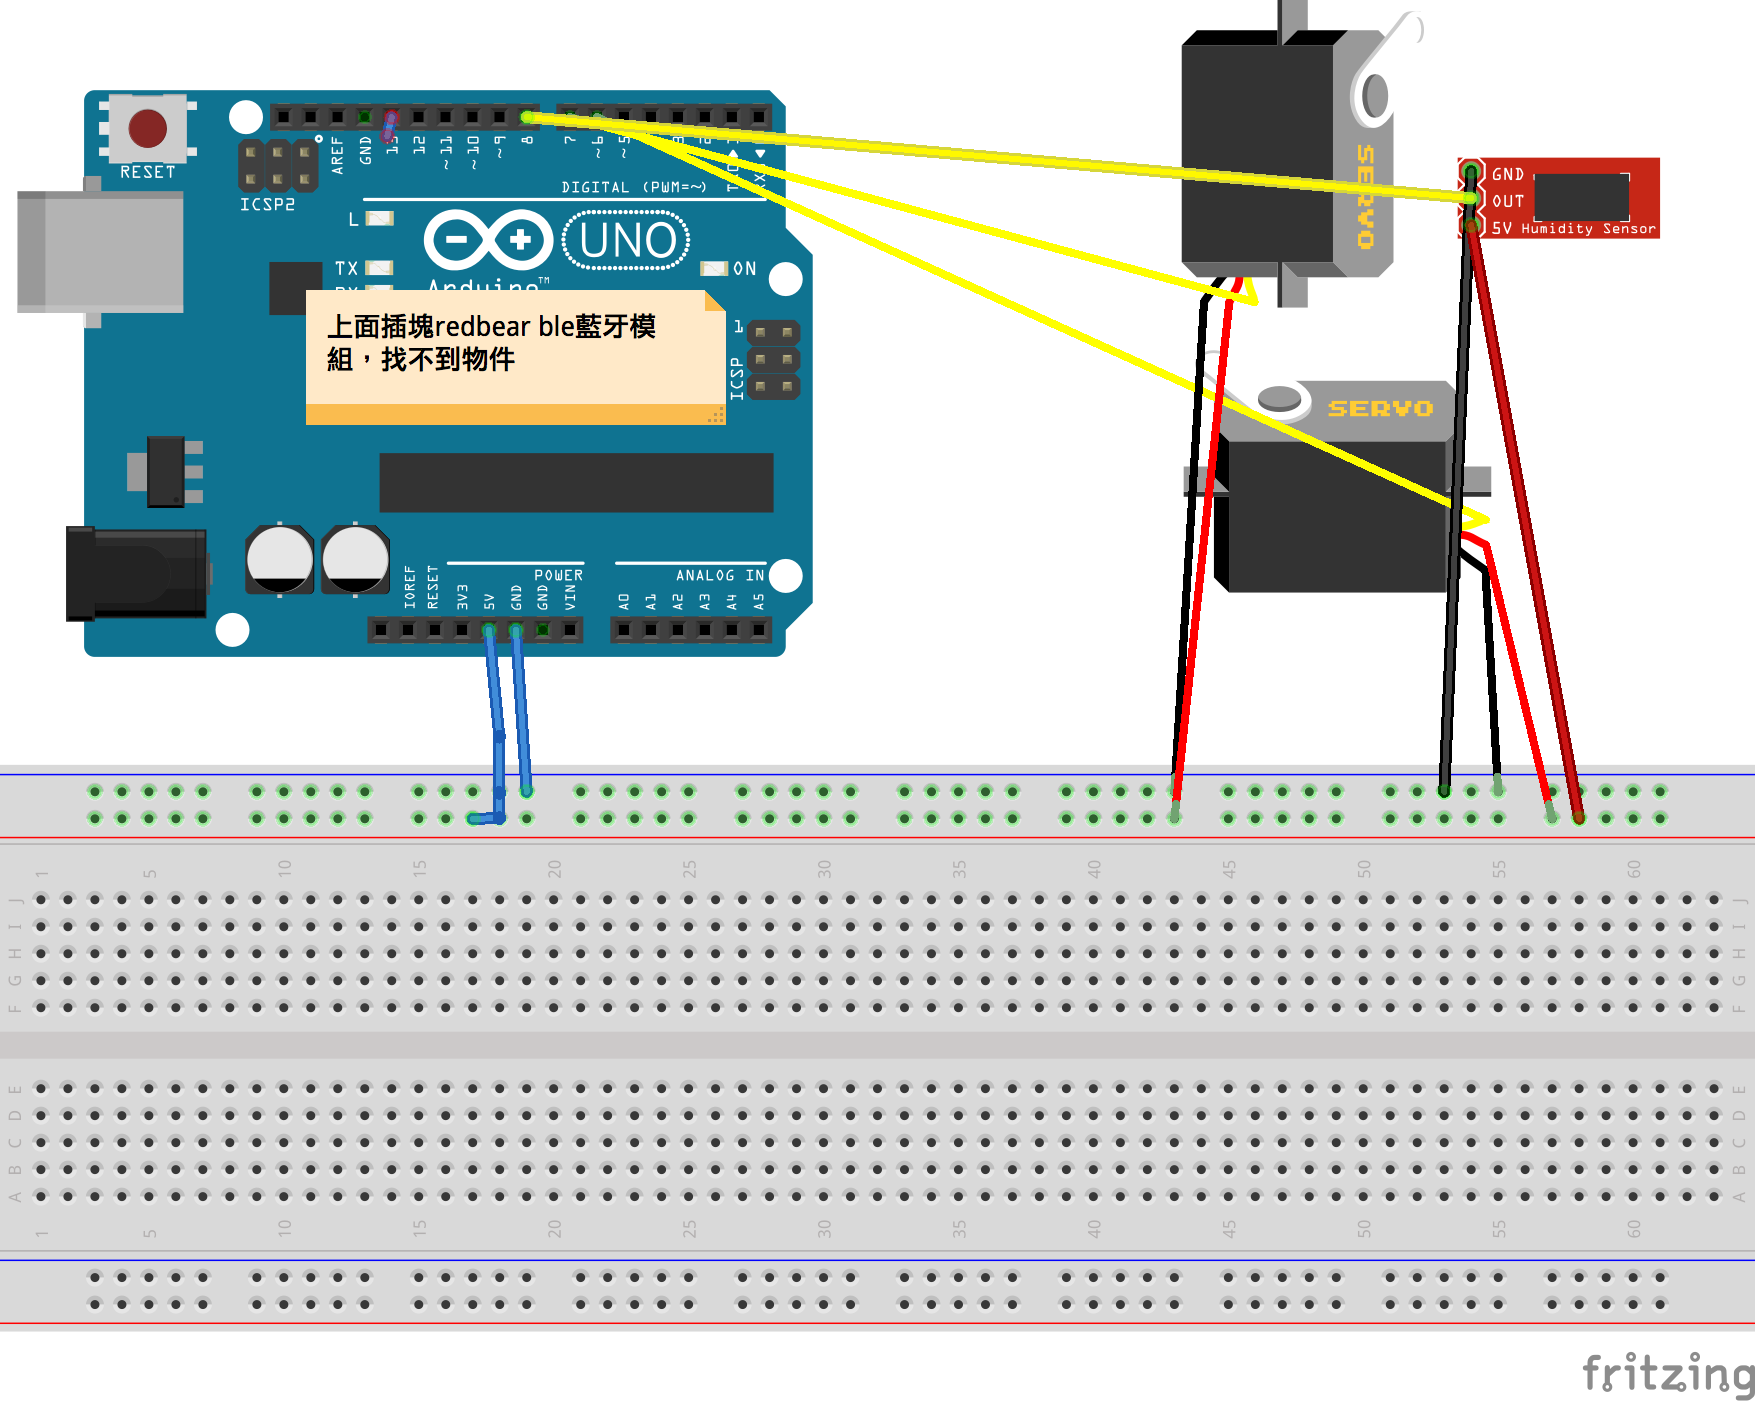 RESET
ICSP2
AREF
GND
13
12
~11
~10
~9
8
7
~6
~5
DIGITAL (PWM=~)
L
TX
UNO
ON
Arduino™
上面插塊redbear ble藍牙模
組，找不到物件
1
ICSP
IOREF
RESET
3V3
5V
GND
GND
VIN
POWER
ANALOG IN
A0
A1
A2
A3
A4
A5
SERVO
GND
OUT
5V Humidity Sensor
SERVO
1 5 10 15 20 25 30 35 40 45 50 55 60
J J
I I
H H
G G
F F
E E
D D
C C
B B
A A
1 5 10 15 20 25 30 35 40 45 50 55 60
fritzing